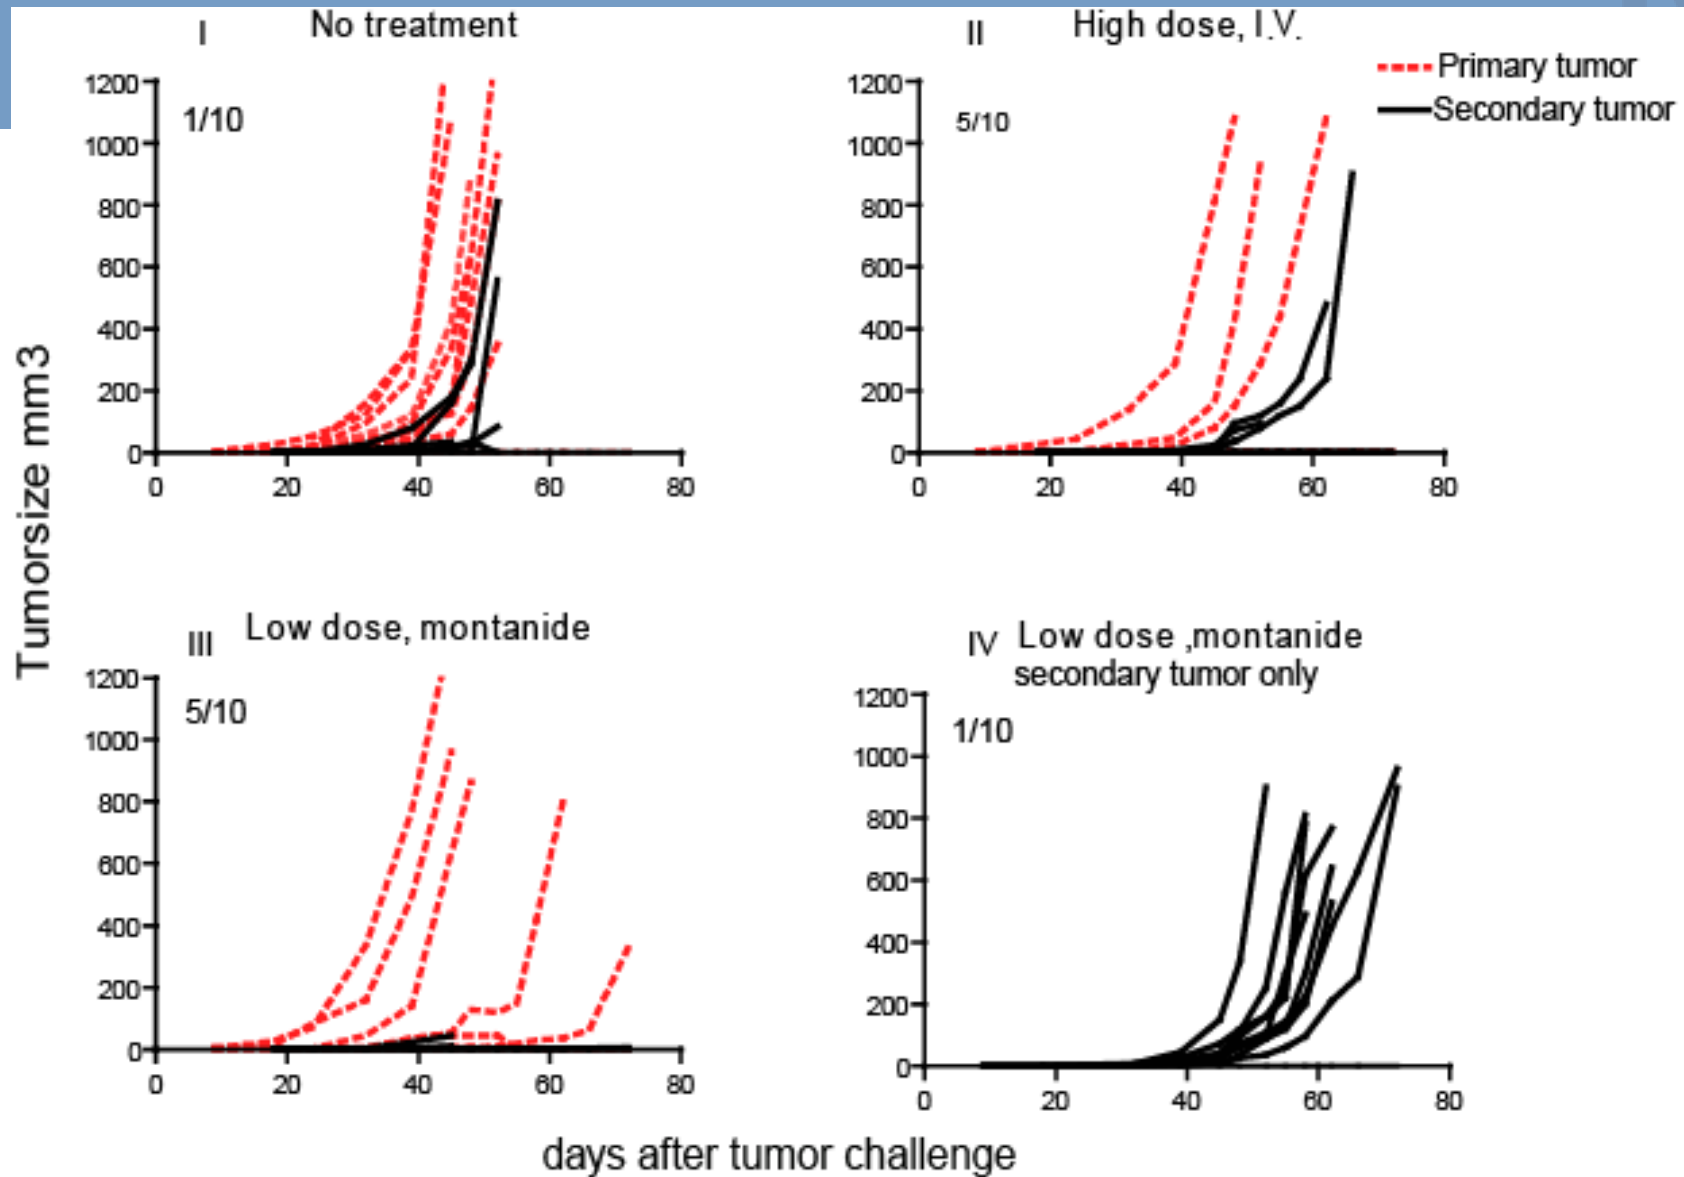 I No treatment
1/10
1200
1000
800
600
400
200
0
0 20 40 60 80
II High dose, I.V.
5/10
1200
1000
800
600
400
200
0
0 20 40 60 80
Primary tumor
Secondary tumor
Tumorsize mm3
III Low dose, montanide
5/10
1200
1000
800
600
400
200
0
0 20 40 60 80
IV Low dose ,montanide
secondary tumor only
1/10
1200
1000
800
600
400
200
0
0 20 40 60 80
days after tumor challenge